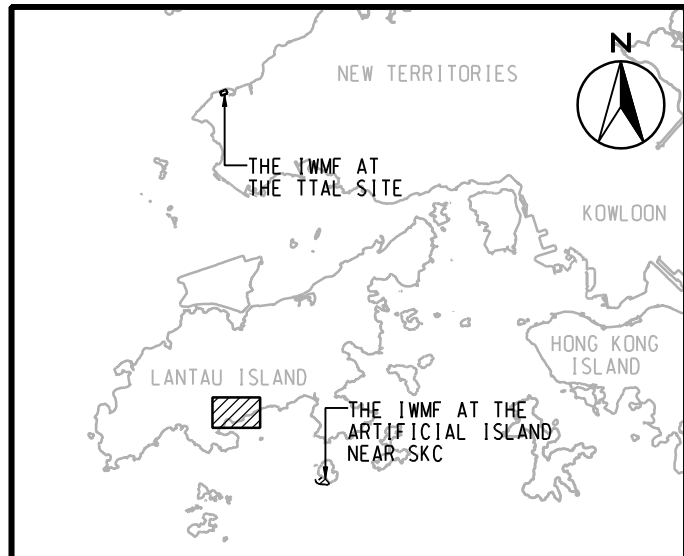 N
NEW TERRITORIES
THE IWMF AT
THE TTAL SITE
KOWLOON
HONG KONG
ISLAND
LANTAU ISLAND
THE IWMF AT THE
ARTIFICIAL ISLAND
NEAR SKC